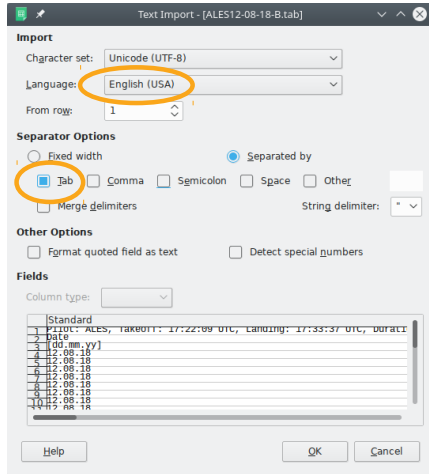 Text Import - [ALES12-08-18-B.tab]
Import
Character set: Unicode (UTF-8)
Language: English (USA)
From row: 1
Separator Options
Fixed width Separated by
Tab Comma Semicolon Space Other
Merge delimiters String delimiter: "
Other Options
Format quoted field as text Detect special numbers
Fields
Column type:
Standard
1 Pilot: ALES, Takeoff: 17:22:09 UTC, Landing: 17:33:37 UTC, Durati
2 Date
3 [dd.mm.yy]
4 12.08.18
5 12.08.18
6 12.08.18
7 12.08.18
8 12.08.18
9 12.08.18
10 12.08.18
11 12.08.18
Help OK Cancel